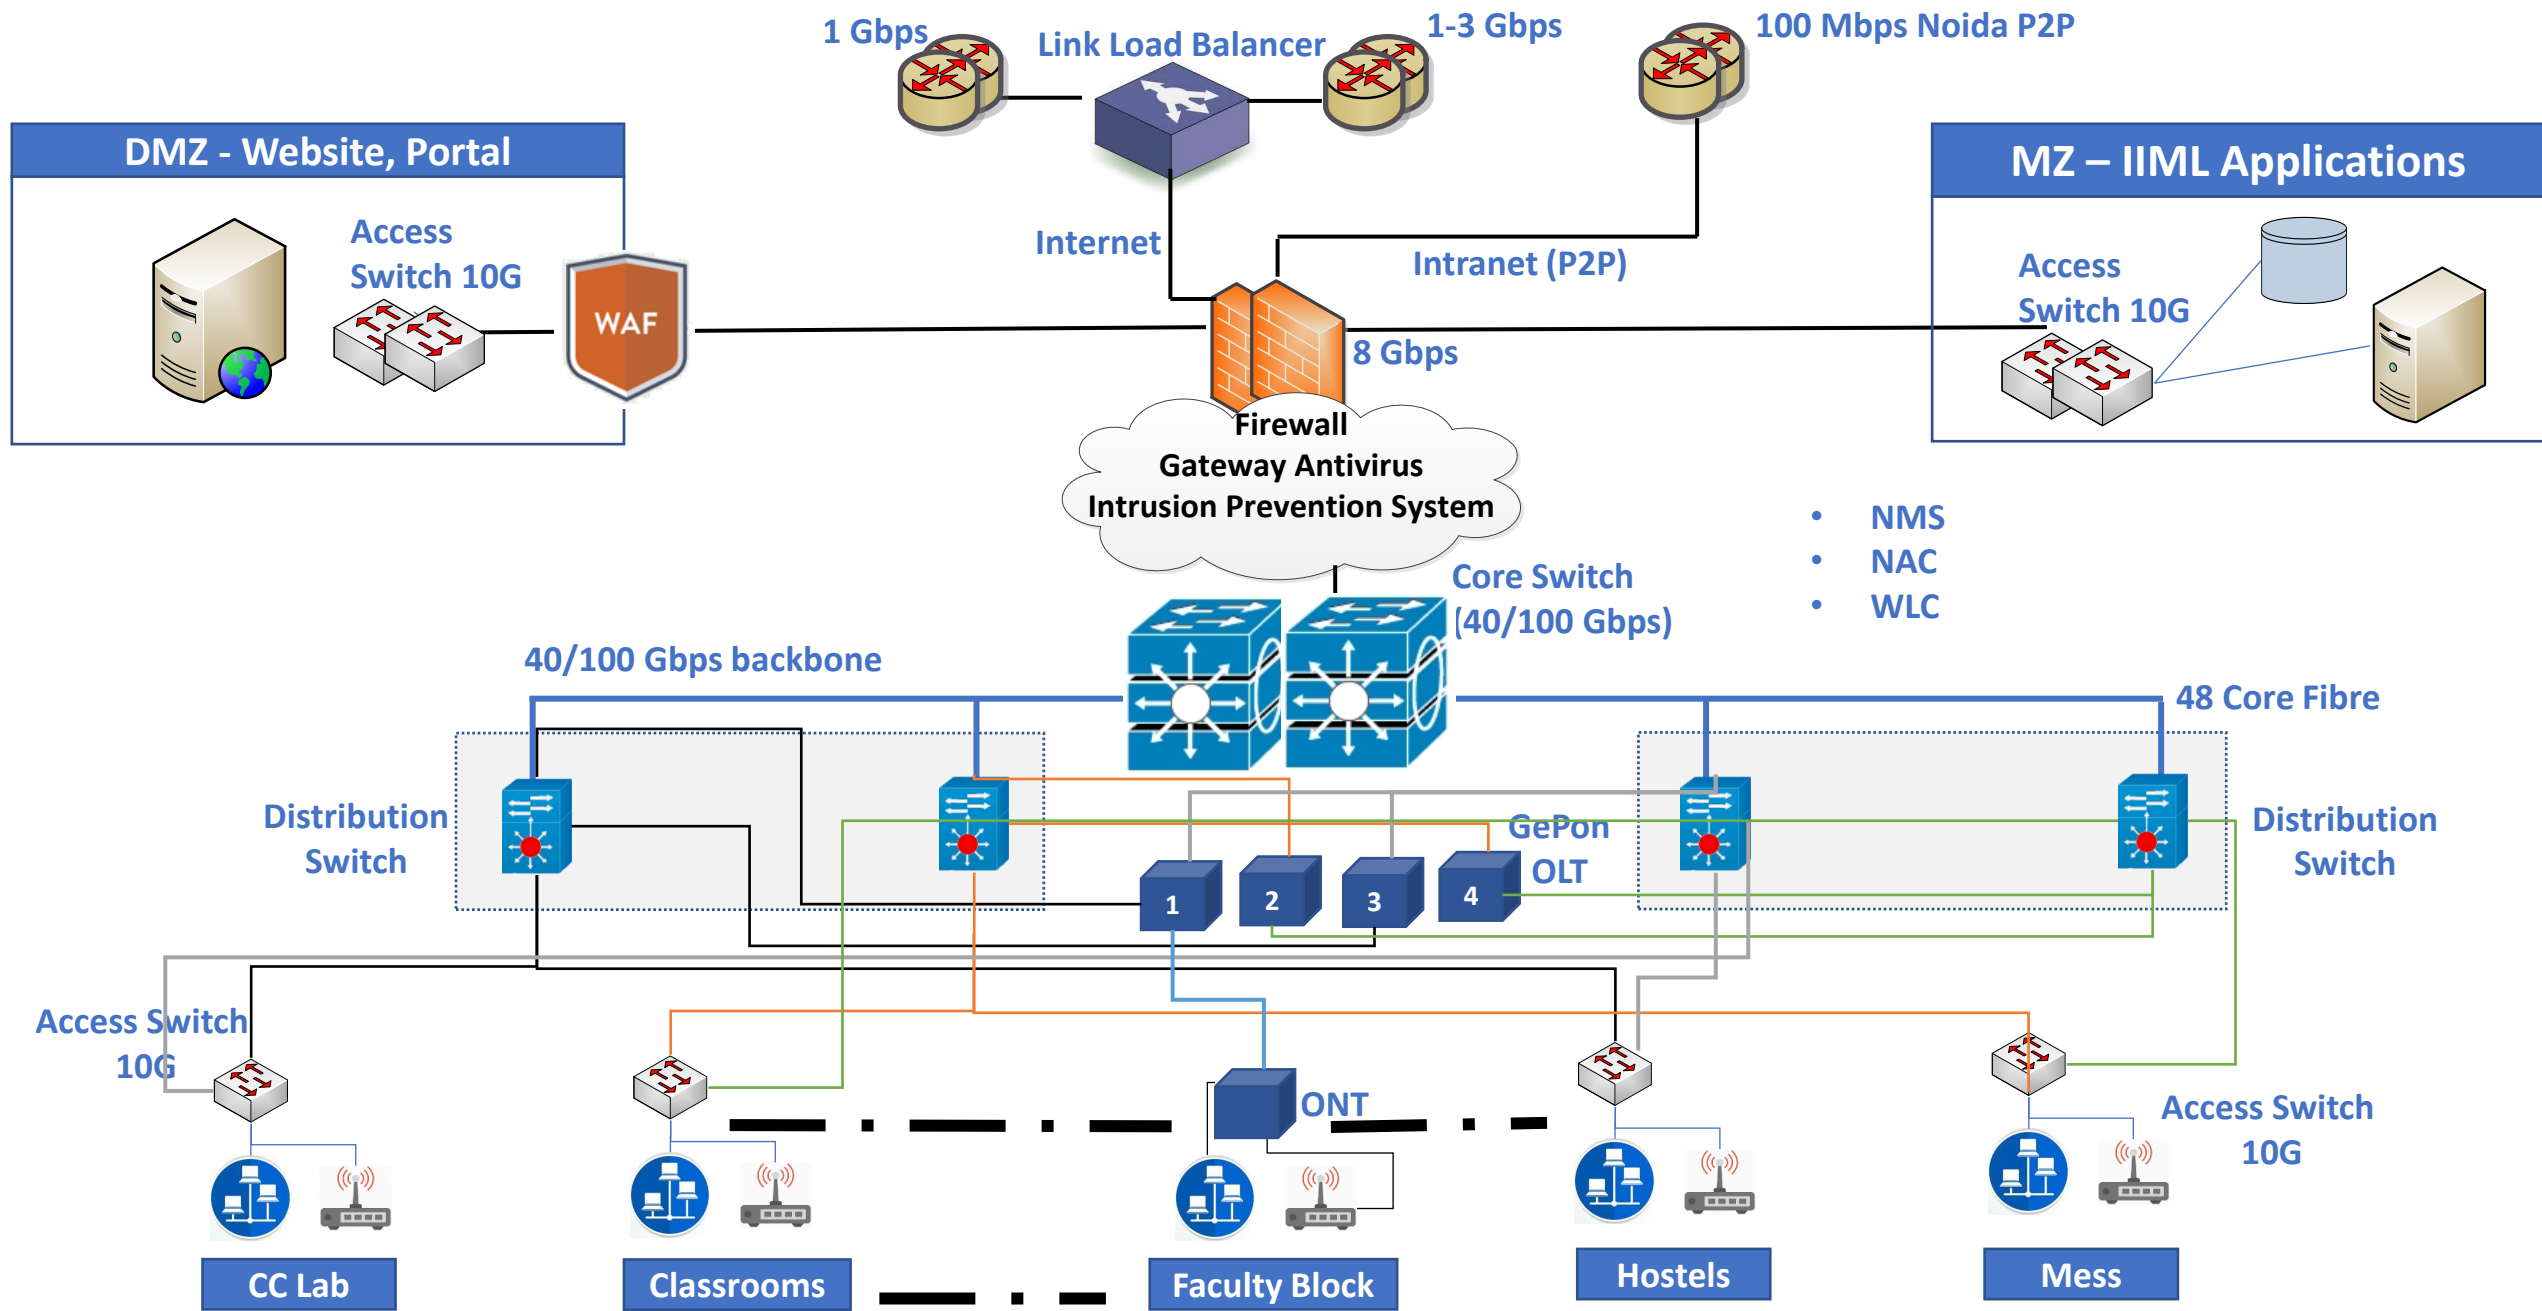 1 Gbps
Link Load Balancer
1-3 Gbps
100 Mbps Noida P2P
DMZ - Website, Portal
MZ – IIML Applications
Access
Switch 10G
WAF
Internet
Intranet (P2P)
8 Gbps
Access
Switch 10G
Firewall
Gateway Antivirus
Intrusion Prevention System
• NMS
• NAC
• WLC
Core Switch
(40/100 Gbps)
40/100 Gbps backbone
48 Core Fibre
Distribution
Switch
GePon
OLT
1
2
3
4
Distribution
Switch
Access Switch
10G
ONT
Access Switch
10G
CC Lab
Classrooms
Faculty Block
Hostels
Mess